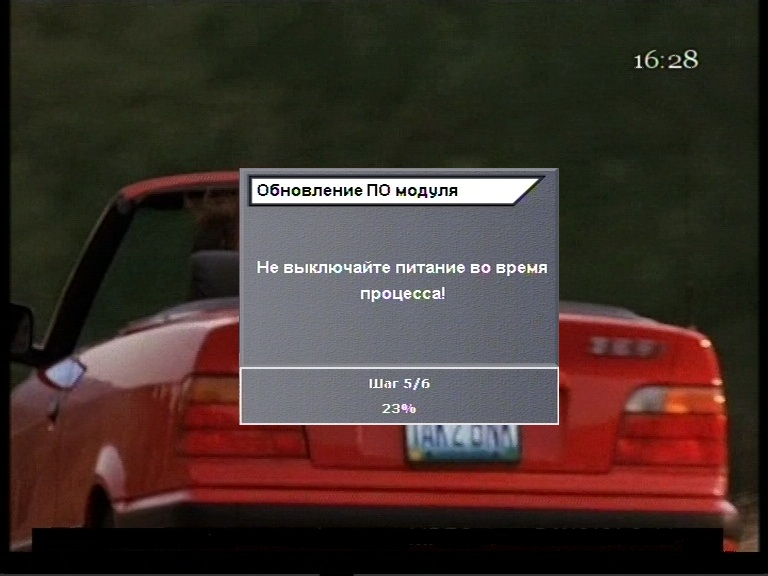 16:28
Обновление ПО модуля
Не выключайте питание во время
процесса!
Шаг 5/6
23%